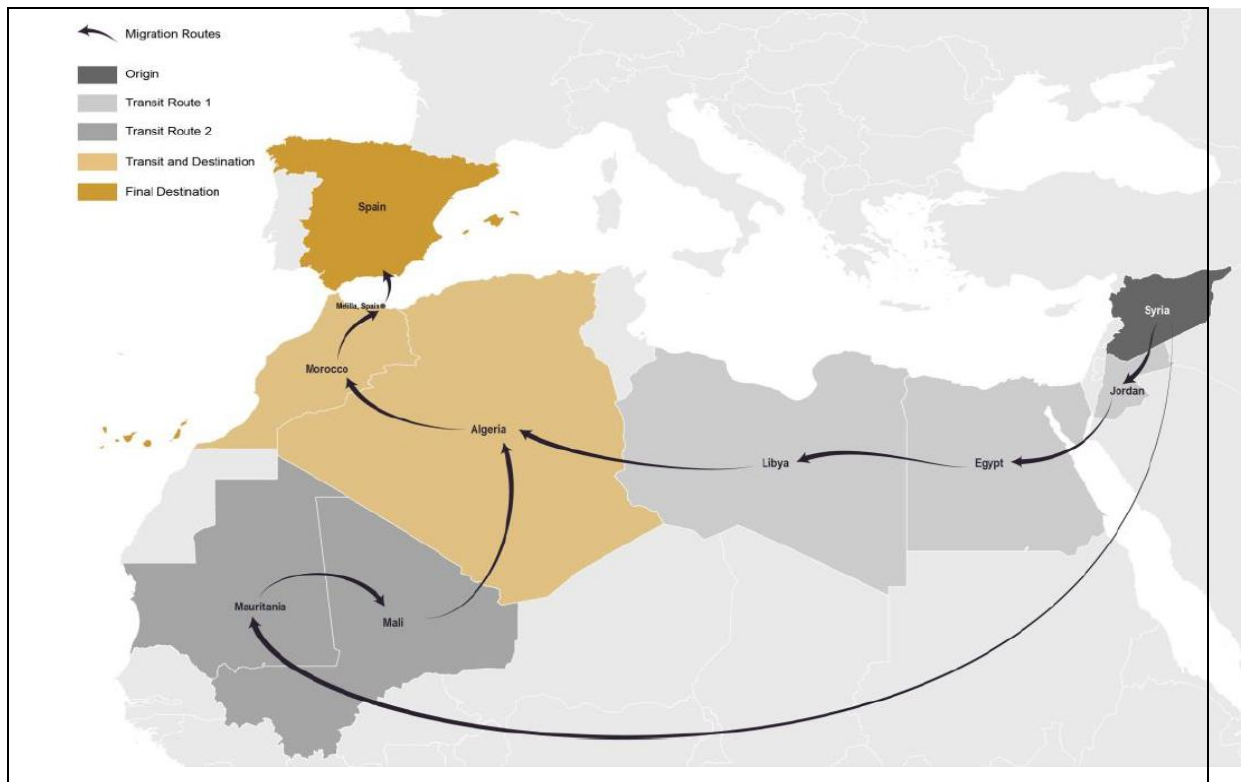 Migration Routes
Origin
Transit Route 1
Transit Route 2
Transit and Destination
Final Destination
Spain
Melilla, Spain
Syria
Morocco
Jordan
Algeria
Libya
Egypt
Mauritania
Mali